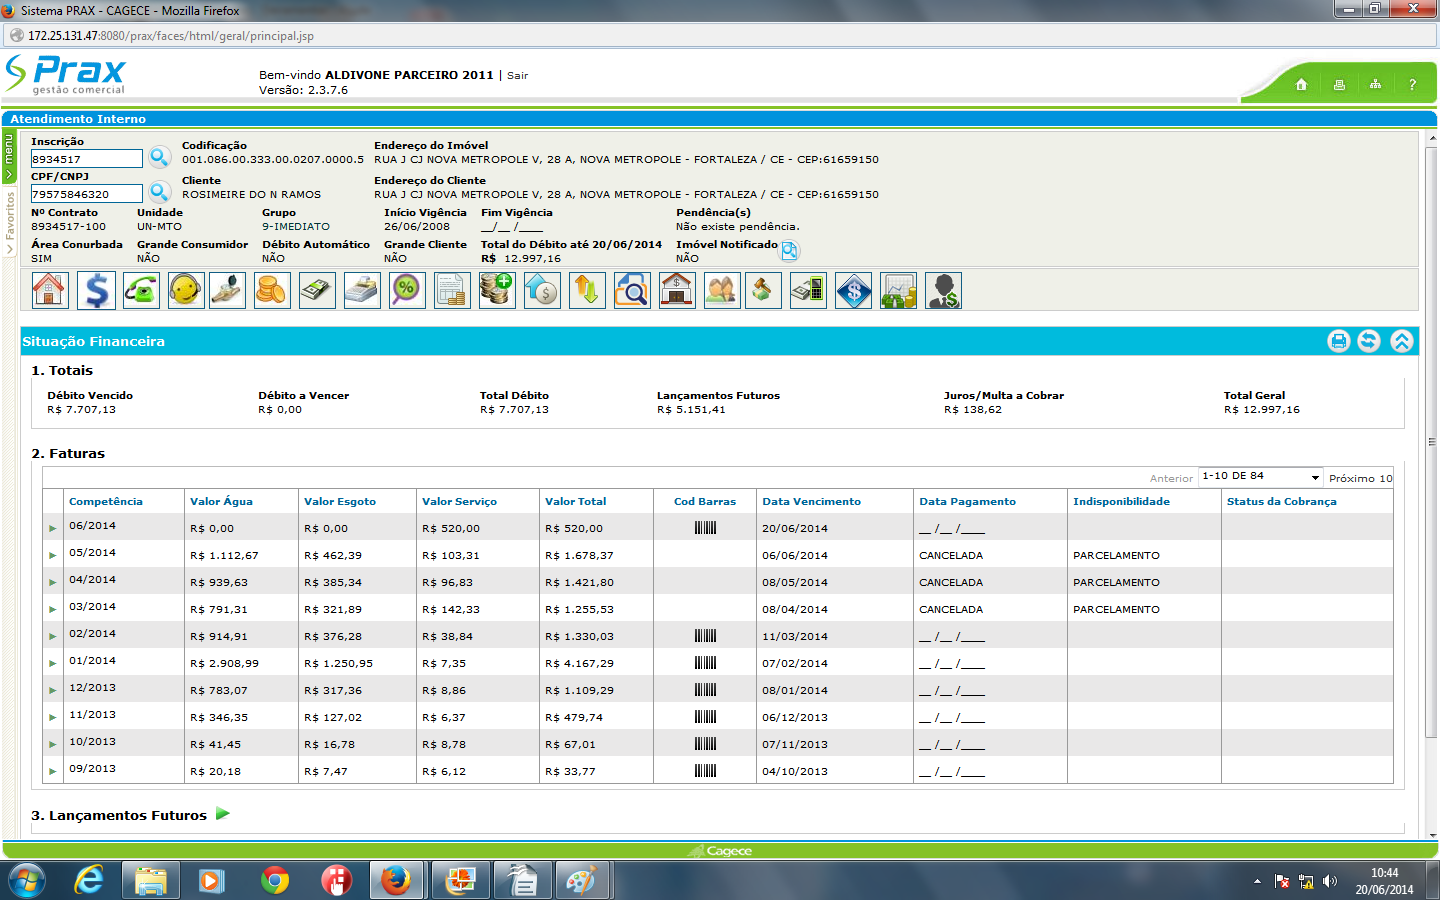 Sistema PRAX - CAGECE - Mozilla Firefox
172.25.131.47:8080/prax/faces/html/geral/principal.jsp
Prax
gestão comercial
Bem-vindo ALDIVONE PARCEIRO 2011 | Sair
Versão: 2.3.7.6
?
Atendimento Interno
menu
Favoritos
Inscrição
8934517
Codificação
001.086.00.333.00.0207.0000.5
Endereço do Imóvel
RUA J CJ NOVA METROPOLE V, 28 A, NOVA METROPOLE - FORTALEZA / CE - CEP:61659150
CPF/CNPJ
79575846320
Cliente
ROSIMEIRE DO N RAMOS
Endereço do Cliente
RUA J CJ NOVA METROPOLE V, 28 A, NOVA METROPOLE - FORTALEZA / CE - CEP:61659150
Nº Contrato Unidade Grupo Início Vigência Fim Vigência Pendência(s)
8934517-100 UN-MTO 9-IMEDIATO 26/06/2008 __/__ /____ Não existe pendência.
Área Conurbada Grande Consumidor Débito Automático Grande Cliente Total do Débito até 20/06/2014 Imóvel Notificado
SIM NÃO NÃO NÃO R$ 12.997,16 NÃO
Situação Financeira
1. Totais
Débito Vencido Débito a Vencer Total Débito Lançamentos Futuros Juros/Multa a Cobrar Total Geral
R$ 7.707,13 R$ 0,00 R$ 7.707,13 R$ 5.151,41 R$ 138,62 R$ 12.997,16
2. Faturas
Anterior 1-10 DE 84 Próximo 10
Competência Valor Água Valor Esgoto Valor Serviço Valor Total Cod Barras Data Vencimento Data Pagamento Indisponibilidade Status da Cobrança
06/2014 R$ 0,00 R$ 0,00 R$ 520,00 R$ 520,00 20/06/2014 __ /__ /____
05/2014 R$ 1.112,67 R$ 462,39 R$ 103,31 R$ 1.678,37 06/06/2014 CANCELADA PARCELAMENTO
04/2014 R$ 939,63 R$ 385,34 R$ 96,83 R$ 1.421,80 08/05/2014 CANCELADA PARCELAMENTO
03/2014 R$ 791,31 R$ 321,89 R$ 142,33 R$ 1.255,53 08/04/2014 CANCELADA PARCELAMENTO
02/2014 R$ 914,91 R$ 376,28 R$ 38,84 R$ 1.330,03 11/03/2014 __ /__ /____
01/2014 R$ 2.908,99 R$ 1.250,95 R$ 7,35 R$ 4.167,29 07/02/2014 __ /__ /____
12/2013 R$ 783,07 R$ 317,36 R$ 8,86 R$ 1.109,29 08/01/2014 __ /__ /____
11/2013 R$ 346,35 R$ 127,02 R$ 6,37 R$ 479,74 06/12/2013 __ /__ /____
10/2013 R$ 41,45 R$ 16,78 R$ 8,78 R$ 67,01 07/11/2013 __ /__ /____
09/2013 R$ 20,18 R$ 7,47 R$ 6,12 R$ 33,77 04/10/2013 __ /__ /____
3. Lançamentos Futuros
Cagece
10:44
20/06/2014